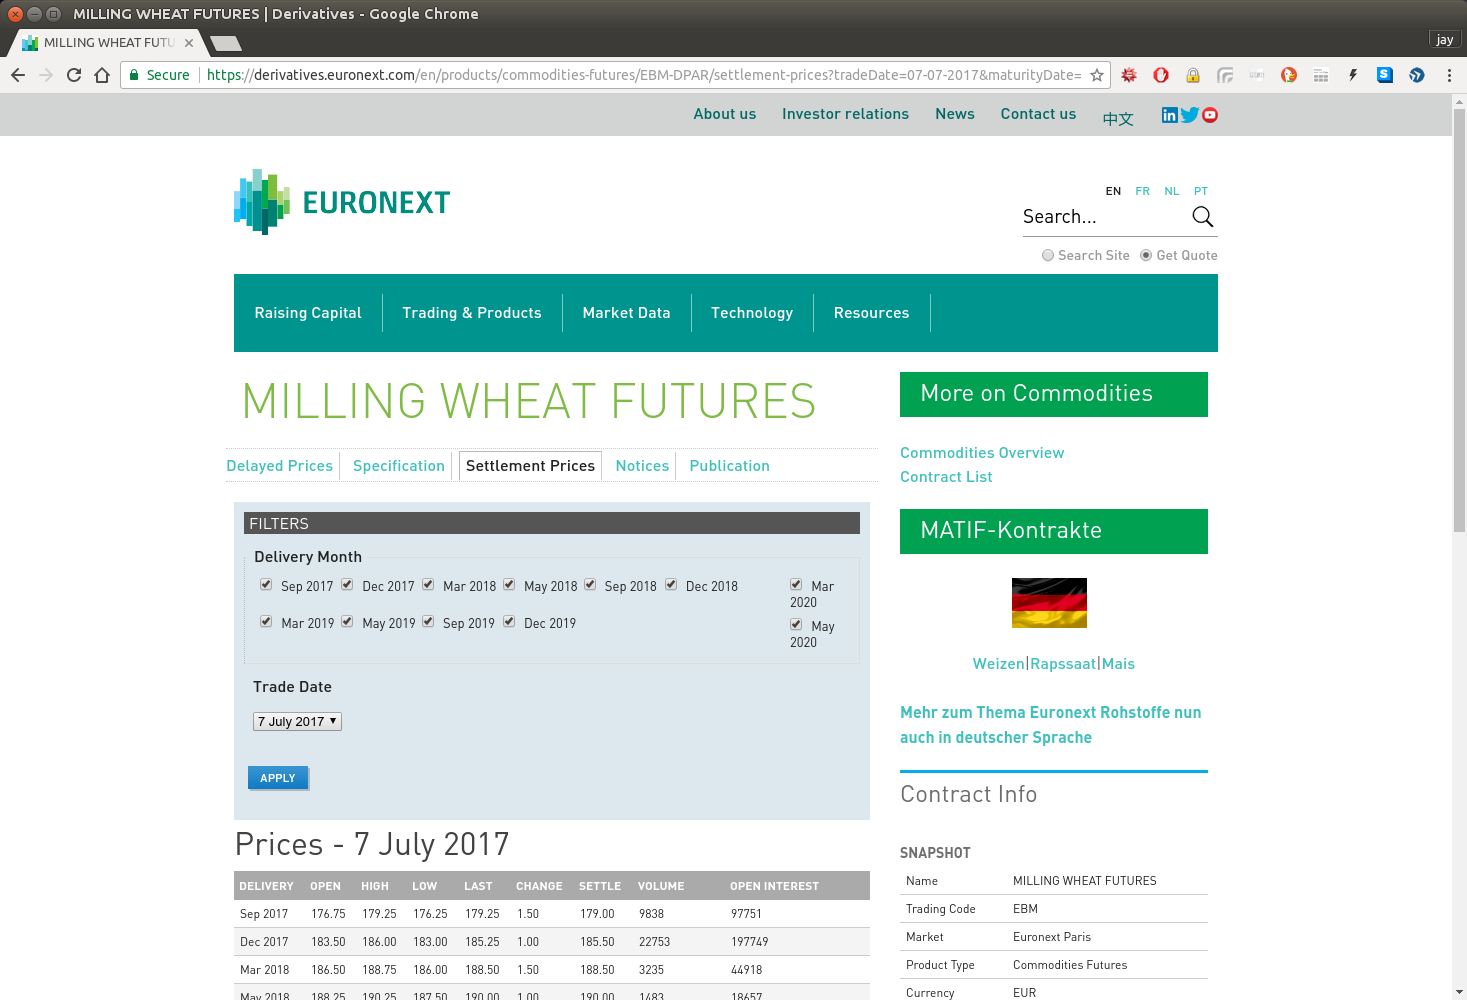 MILLING WHEAT FUTURES | Derivatives - Google Chrome
MILLING WHEAT FUTU
jay
Secure https://derivatives.euronext.com/en/products/commodities-futures/EBM-DPAR/settlement-prices?tradeDate=07-07-2017&maturityDate=
About us Investor relations News Contact us 中文
EURONEXT
EN FR NL PT
Search...
Search Site Get Quote
Raising Capital Trading & Products Market Data Technology Resources
MILLING WHEAT FUTURES
Delayed Prices Specification Settlement Prices Notices Publication
FILTERS
Delivery Month
Sep 2017 Dec 2017 Mar 2018 May 2018 Sep 2018 Dec 2018 Mar 2020
Mar 2019 May 2019 Sep 2019 Dec 2019 May 2020
Trade Date
7 July 2017
APPLY
Prices - 7 July 2017
DELIVERY OPEN HIGH LOW LAST CHANGE SETTLE VOLUME OPEN INTEREST
Sep 2017 176.75 179.25 176.25 179.25 1.50 179.00 9838 97751
Dec 2017 183.50 186.00 183.00 185.25 1.00 185.50 22753 197749
Mar 2018 186.50 188.75 186.00 188.50 1.50 188.50 3235 44918
May 2018 188.25 190.25 187.50 190.00 1.00 190.00 1483 18657
More on Commodities
Commodities Overview
Contract List
MATIF-Kontrakte
Weizen|Rapssaat|Mais
Mehr zum Thema Euronext Rohstoffe nun
auch in deutscher Sprache
Contract Info
SNAPSHOT
Name MILLING WHEAT FUTURES
Trading Code EBM
Market Euronext Paris
Product Type Commodities Futures
Currency EUR